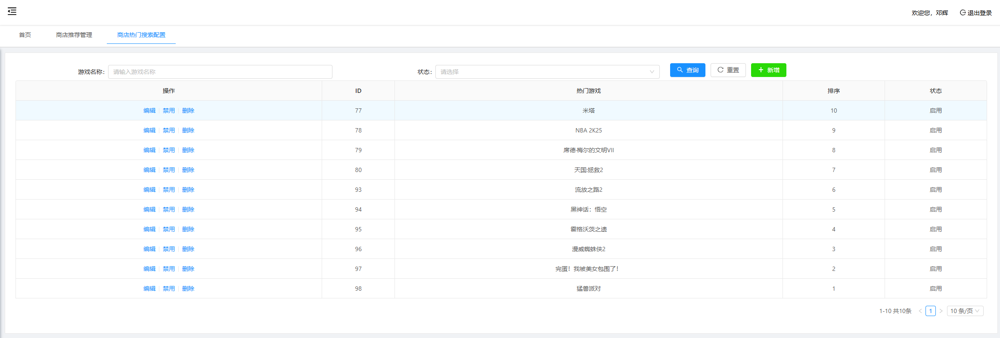 欢迎您，邓辉 退出登录
首页 商店推荐管理 商店热门搜索配置
游戏名称： 请输入游戏名称 状态： 请选择 查询 重置 新增
操作 ID 热门游戏 排序 状态
编辑 禁用 删除 77 米塔 10 启用
编辑 禁用 删除 78 NBA 2K25 9 启用
编辑 禁用 删除 79 席德·梅尔的文明VII 8 启用
编辑 禁用 删除 80 天国:拯救2 7 启用
编辑 禁用 删除 93 流放之路2 6 启用
编辑 禁用 删除 94 黑神话：悟空 5 启用
编辑 禁用 删除 95 霍格沃茨之遗 4 启用
编辑 禁用 删除 96 漫威蜘蛛侠2 3 启用
编辑 禁用 删除 97 完蛋！我被美女包围了！ 2 启用
编辑 禁用 删除 98 猛兽派对 1 启用
1-10 共10条 < 1 > 10 条/页